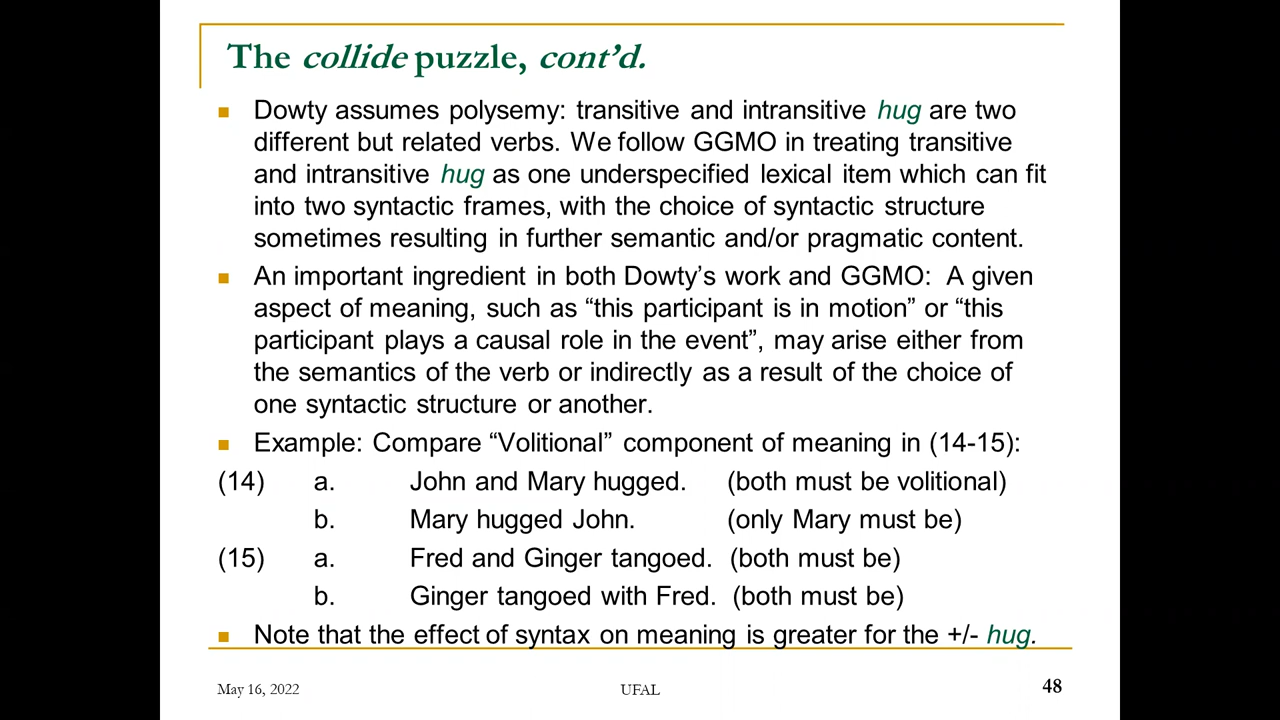 The collide puzzle, cont’d.
Dowty assumes polysemy: transitive and intransitive hug are two
different but related verbs. We follow GGMO in treating transitive
and intransitive hug as one underspecified lexical item which can fit
into two syntactic frames, with the choice of syntactic structure
sometimes resulting in further semantic and/or pragmatic content.
An important ingredient in both Dowty’s work and GGMO: A given
aspect of meaning, such as “this participant is in motion” or “this
participant plays a causal role in the event”, may arise either from
the semantics of the verb or indirectly as a result of the choice of
one syntactic structure or another.
Example: Compare “Volitional” component of meaning in (14-15):
(14) a. John and Mary hugged. (both must be volitional)
b. Mary hugged John. (only Mary must be)
(15) a. Fred and Ginger tangoed. (both must be)
b. Ginger tangoed with Fred. (both must be)
Note that the effect of syntax on meaning is greater for the +/- hug.
May 16, 2022 UFAL 48